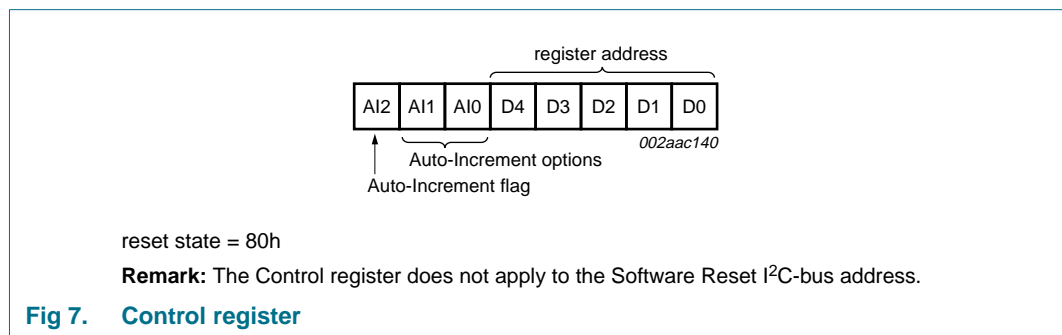 register address
AI2 AI1 AI0 D4 D3 D2 D1 D0
002aac140
Auto-Increment options
Auto-Increment flag
reset state = 80h
Remark: The Control register does not apply to the Software Reset I²C-bus address.
Fig 7. Control register